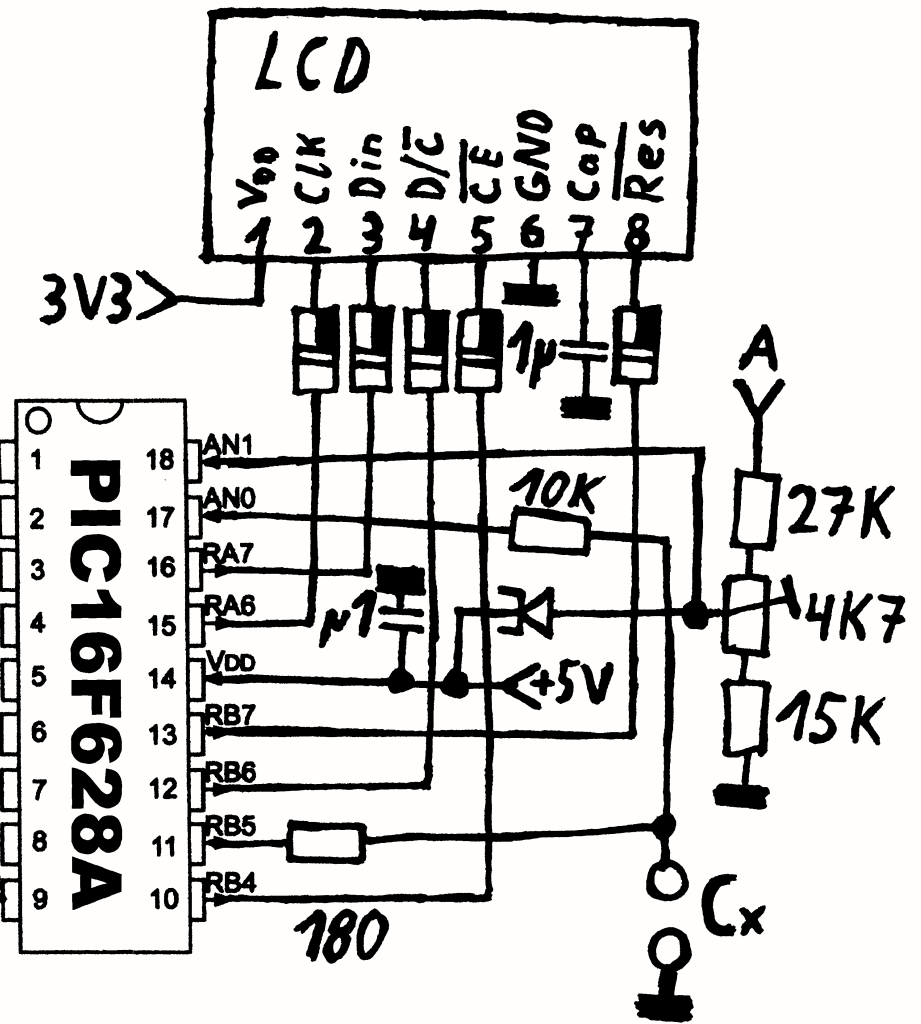 LCD
VDD CLK Din D/C CE GND Cap Res
1 2 3 4 5 6 7 8
3V3
1µ
A
1 18 AN1
2 17 AN0
3 16 RA7
4 15 RA6
5 14 VDD
6 13 RB7
7 12 RB6
8 11 RB5
9 10 RB4
PIC16F628A
10K
27K
µ1
4K7
+5V
15K
180
Cx